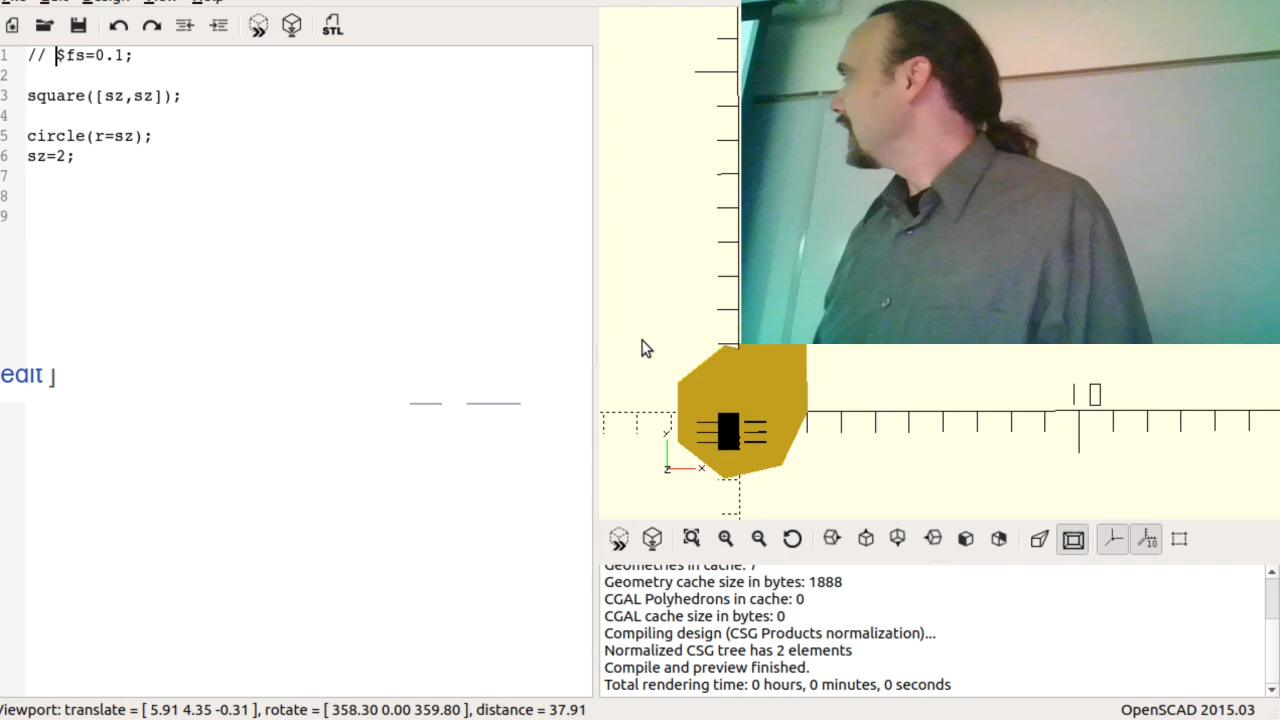 STL
1 // $fs=0.1;
2
3 square([sz,sz]);
4
5 circle(r=sz);
6 sz=2;
7
8
9
edit ]
Y
Z X
10
Geometries in cache: 7
Geometry cache size in bytes: 1888
CGAL Polyhedrons in cache: 0
CGAL cache size in bytes: 0
Compiling design (CSG Products normalization)...
Normalized CSG tree has 2 elements
Compile and preview finished.
Total rendering time: 0 hours, 0 minutes, 0 seconds
Viewport: translate = [ 5.91 4.35 -0.31 ], rotate = [ 358.30 0.00 359.80 ], distance = 37.91
OpenSCAD 2015.03